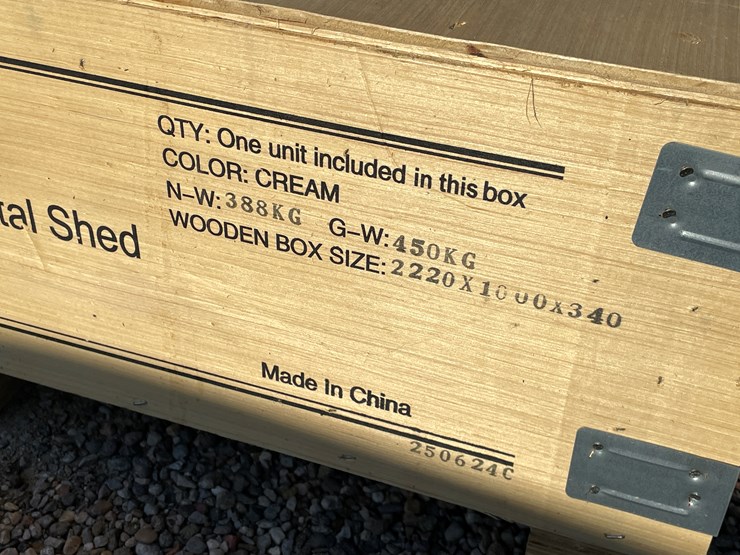 QTY: One unit included in this box
COLOR: CREAM
N-W:388KG G-W:450KG
WOODEN BOX SIZE:2220X1000X340
Shed
Made In China
250624C